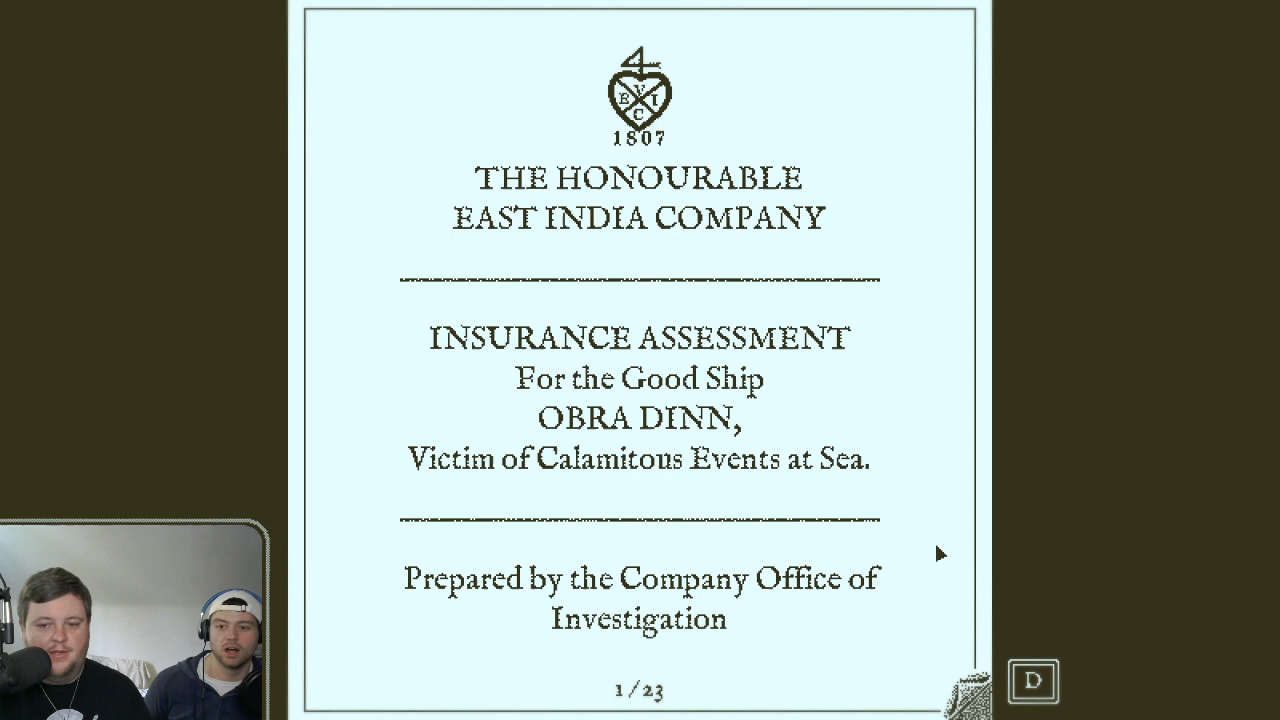 4
V
E I
C
1807
THE HONOURABLE
EAST INDIA COMPANY
INSURANCE ASSESSMENT
For the Good Ship
OBRA DINN,
Victim of Calamitous Events at Sea.
Prepared by the Company Office of
Investigation
1/23
D